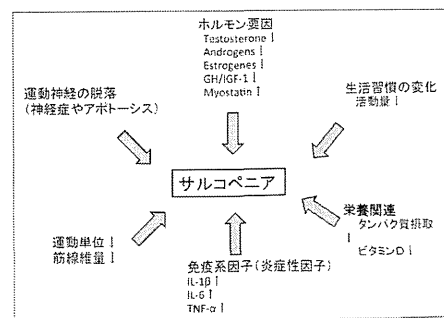 ホルモン要因
Testosterone ↓
Androgens ↓
Estrogenes ↓
GH/IGF-1 ↓
Myostatin ↑
運動神経の脱落
(神経症やアポトーシス)
生活習慣の変化
活動量 ↓
サルコペニア
運動単位 ↓
筋線維量 ↓
免疫系因子(炎症性因子)
IL-1β ↑
IL-6 ↑
TNF-α ↑
栄養関連
タンパク質摂取
↓
ビタミンD ↓